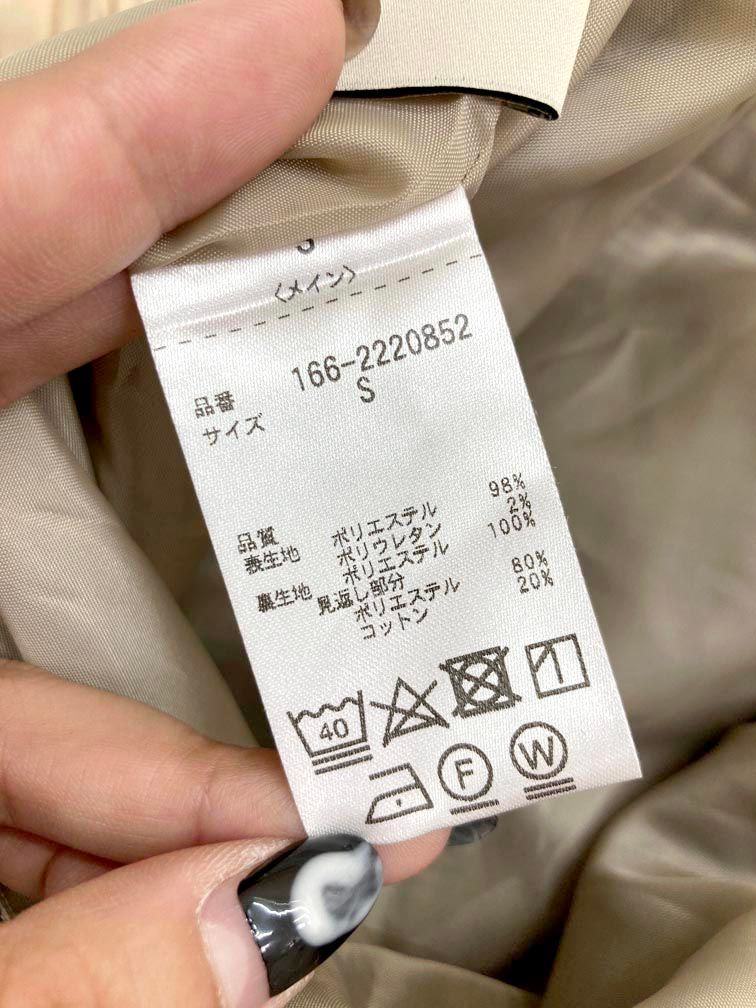 〈メイン〉
品番 166-2220852
サイズ S
品質
表生地 ポリエステル 98%
ポリウレタン 2%
裏生地 ポリエステル 100%
見返し部分
ポリエステル 80%
コットン 20%
40
F W